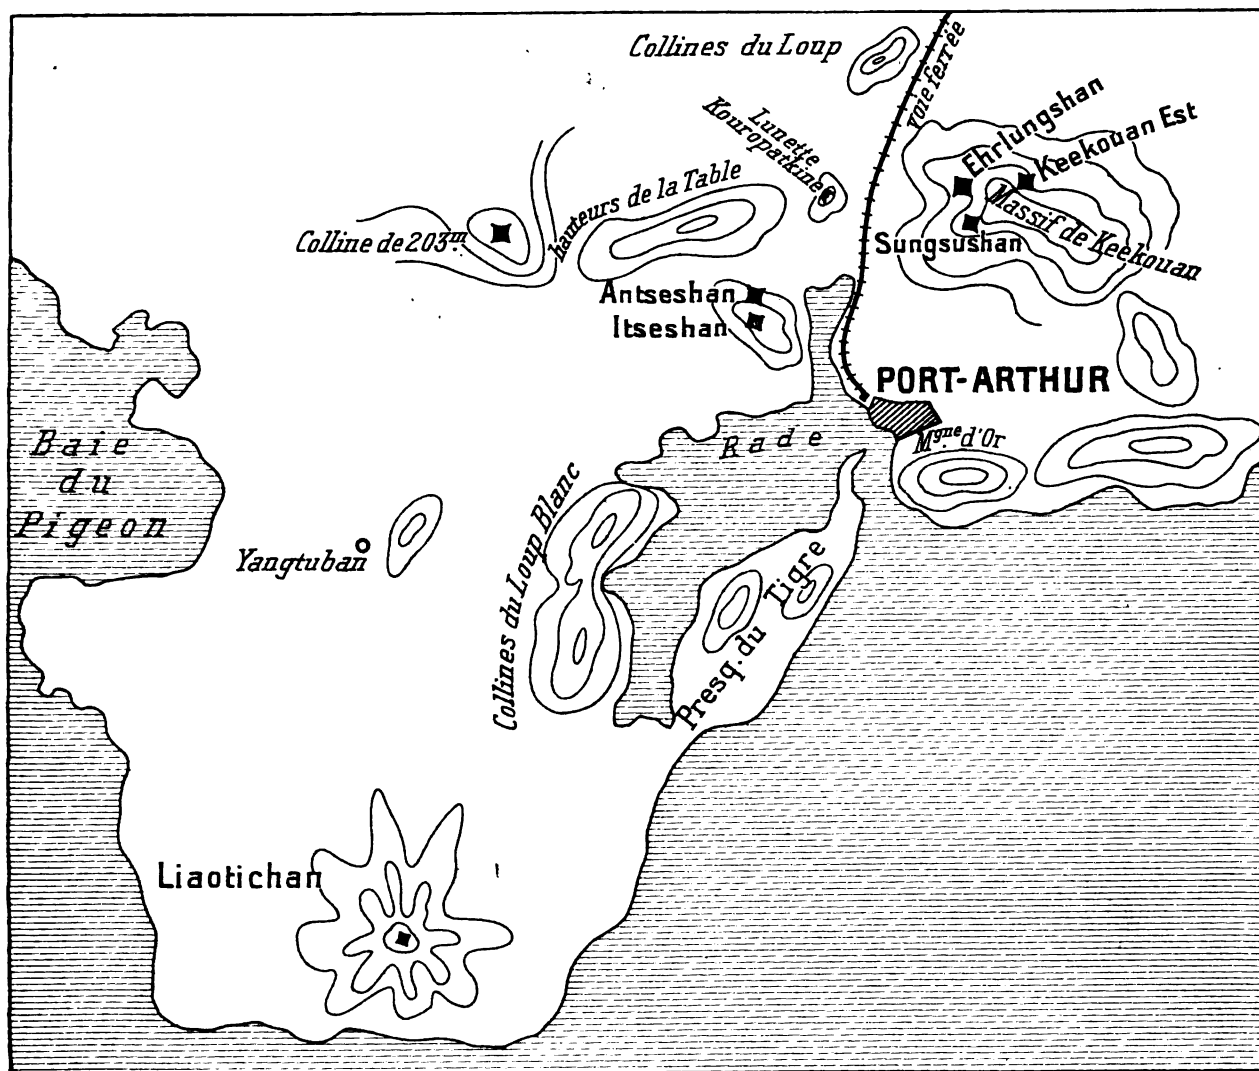 Collines du Loup
voie ferrée
Lunette
Kouropatkine
Ehrlungshan
Keekouan Est
hauteurs de la Table
Massif de Keekouan
Colline de 203m.
Sungsushan
Antseshan
Itseshan
PORT-ARTHUR
Rade
Mgne d'Or
Baie
du
Pigeon
Collines du Loup Blanc
Yangtuban
Presq. du Tigre
Liaotichan